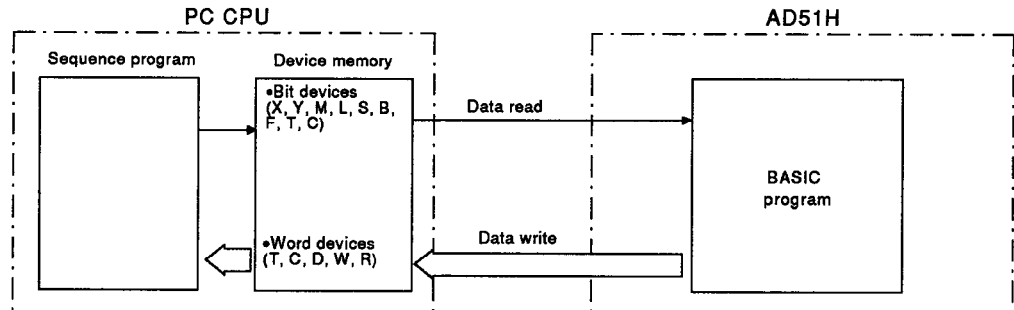 PC CPU
AD51H
Sequence program
Device memory
•Bit devices
(X, Y, M, L, S, B,
F, T, C)
Data read
BASIC
program
•Word devices
(T, C, D, W, R)
Data write